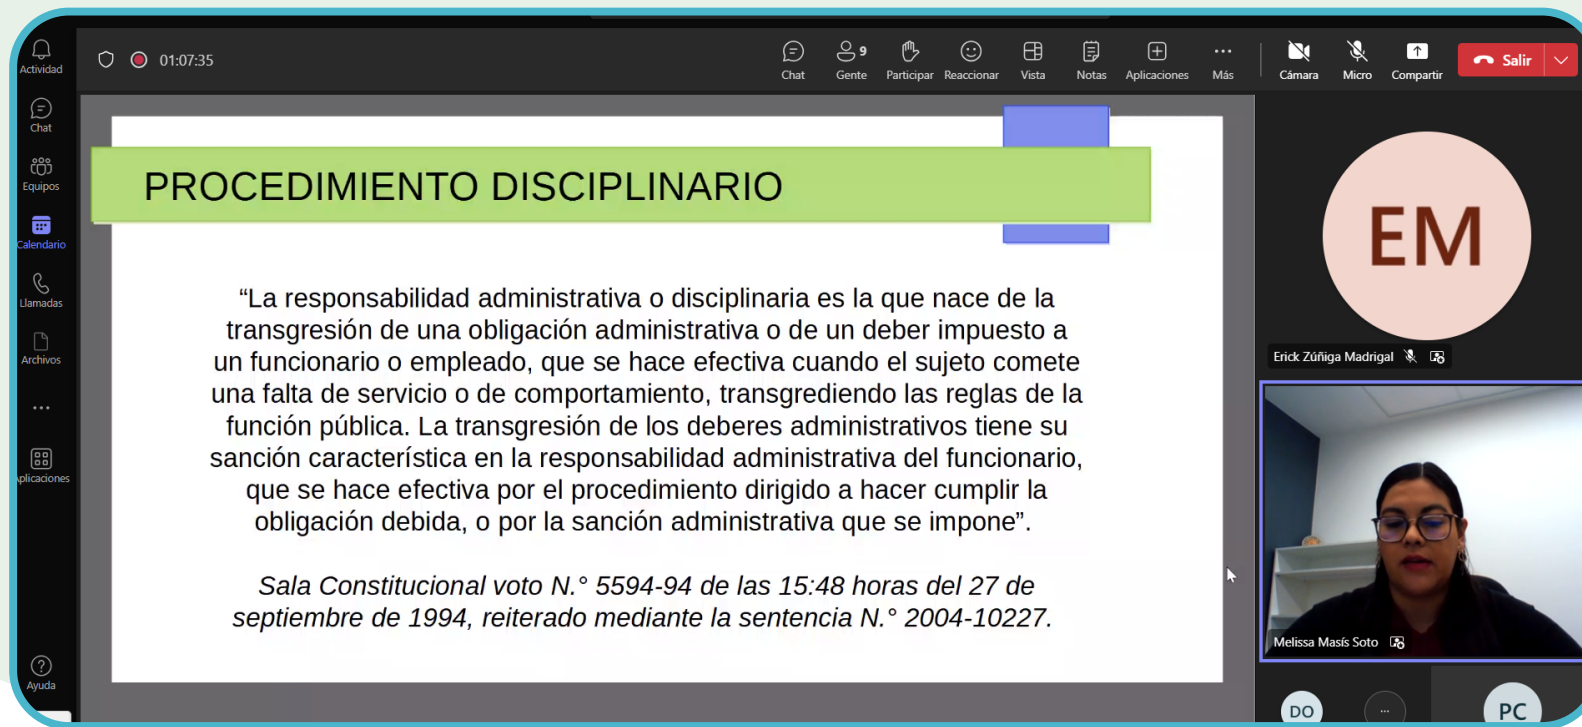 Actividad
Chat
Equipos
Calendario
Llamadas
Archivos
Aplicaciones
Ayuda
01:07:35
Chat
9
Gente
Participar
Reaccionar
Vista
Notas
Aplicaciones
Más
Cámara
Micro
Compartir
Salir
PROCEDIMIENTO DISCIPLINARIO
“La responsabilidad administrativa o disciplinaria es la que nace de la
transgresión de una obligación administrativa o de un deber impuesto a
un funcionario o empleado, que se hace efectiva cuando el sujeto comete
una falta de servicio o de comportamiento, transgrediendo las reglas de la
función pública. La transgresión de los deberes administrativos tiene su
sanción característica en la responsabilidad administrativa del funcionario,
que se hace efectiva por el procedimiento dirigido a hacer cumplir la
obligación debida, o por la sanción administrativa que se impone”.
Sala Constitucional voto N.° 5594-94 de las 15:48 horas del 27 de
septiembre de 1994, reiterado mediante la sentencia N.° 2004-10227.
EM
Erick Zúñiga Madrigal
Melissa Masís Soto
DO
...
PC